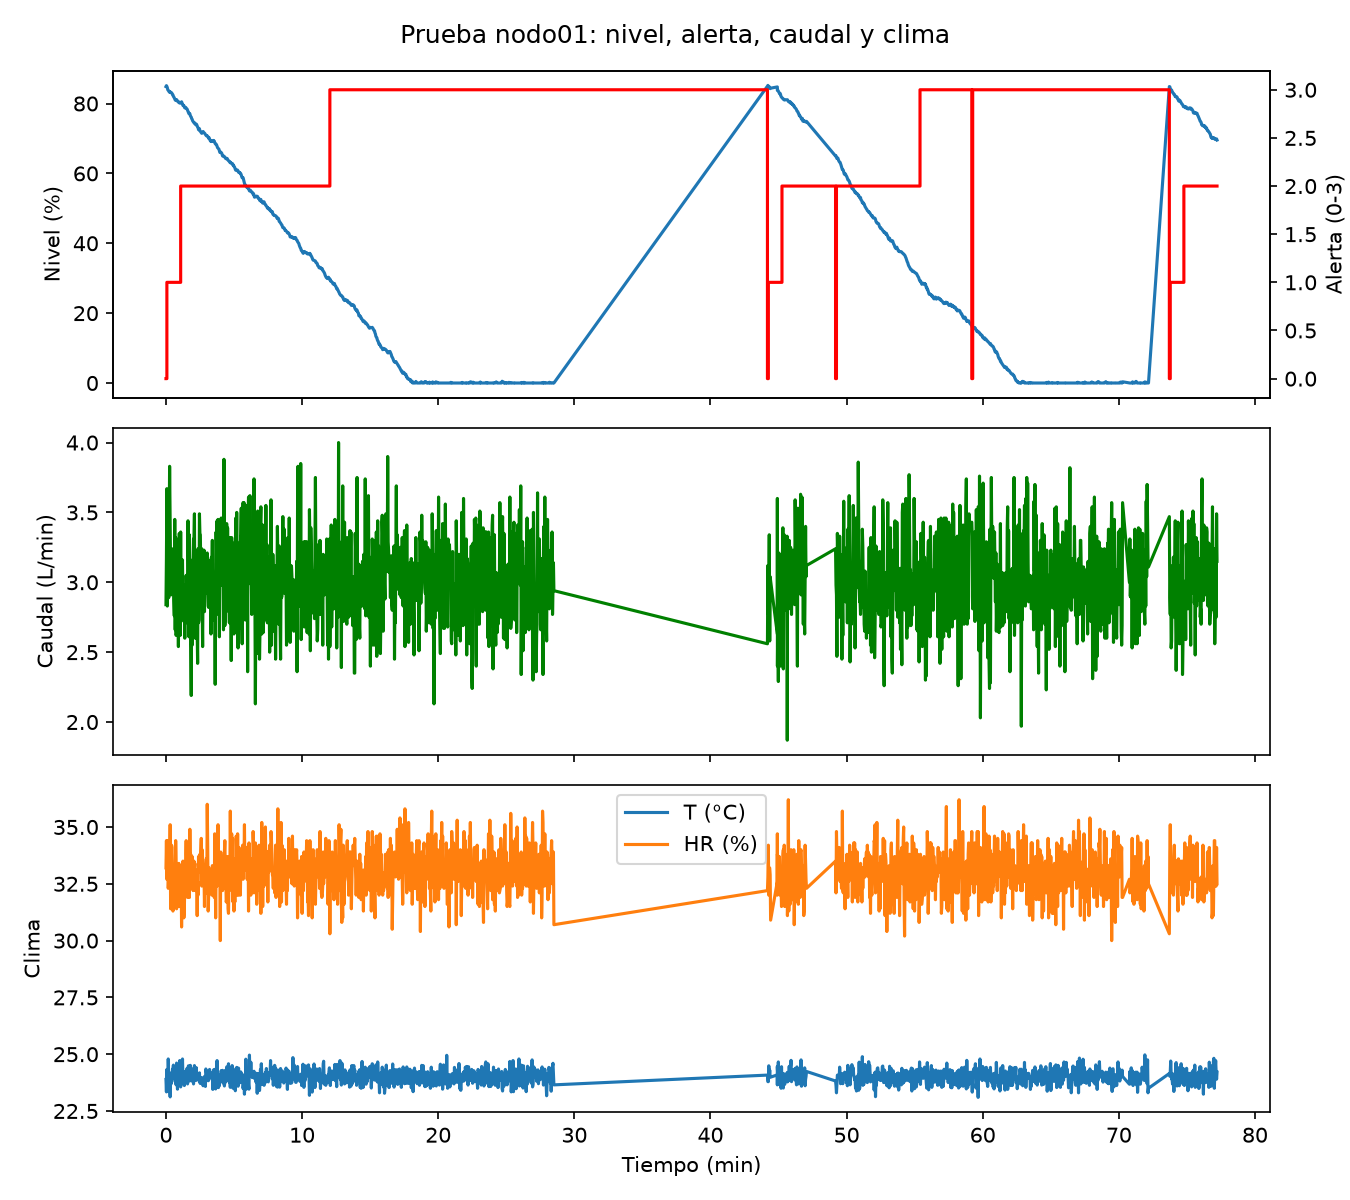 Prueba nodo01: nivel, alerta, caudal y clima
Nivel (%)
80
60
40
20
0
3.0
2.5
2.0
1.5
1.0
0.5
0.0
Alerta (0-3)
Caudal (L/min)
4.0
3.5
3.0
2.5
2.0
Clima
35.0
32.5
30.0
27.5
25.0
22.5
T (°C)
HR (%)
0 10 20 30 40 50 60 70 80
Tiempo (min)